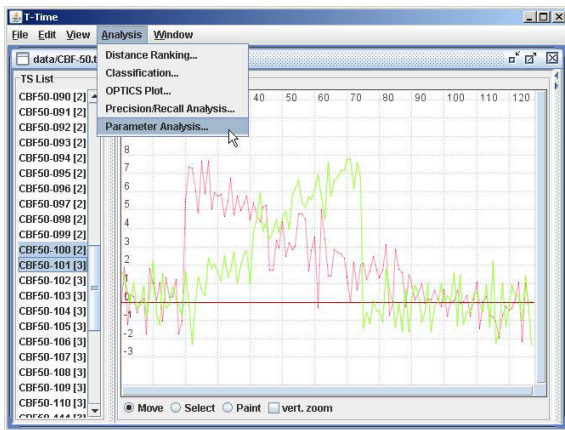 T-Time
File Edit View Analysis Window
data/CBF-50.t
Distance Ranking...
Classification...
OPTICS Plot...
Precision/Recall Analysis...
Parameter Analysis...
TS List
CBF50-090 [2]
CBF50-091 [2]
CBF50-092 [2]
CBF50-093 [2]
CBF50-094 [2]
CBF50-095 [2]
CBF50-096 [2]
CBF50-097 [2]
CBF50-098 [2]
CBF50-099 [2]
CBF50-100 [2]
CBF50-101 [3]
CBF50-102 [3]
CBF50-103 [3]
CBF50-104 [3]
CBF50-105 [3]
CBF50-106 [3]
CBF50-107 [3]
CBF50-108 [3]
CBF50-109 [3]
CBF50-110 [3]
40 50 60 70 80 90 100 110 120
8
7
6
5
4
3
2
1
0
-1
-2
-3
Move Select Paint vert. zoom